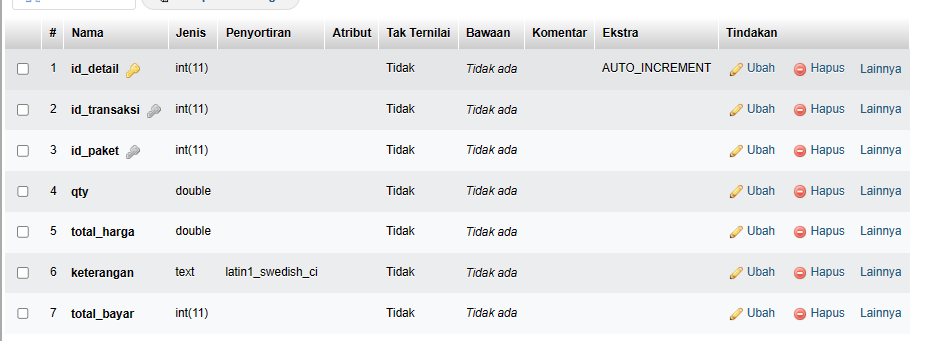 # Nama Jenis Penyortiran Atribut Tak Ternilai Bawaan Komentar Ekstra Tindakan
1 id_detail int(11) Tidak Tidak ada AUTO_INCREMENT Ubah Hapus Lainnya
2 id_transaksi int(11) Tidak Tidak ada Ubah Hapus Lainnya
3 id_paket int(11) Tidak Tidak ada Ubah Hapus Lainnya
4 qty double Tidak Tidak ada Ubah Hapus Lainnya
5 total_harga double Tidak Tidak ada Ubah Hapus Lainnya
6 keterangan text latin1_swedish_ci Tidak Tidak ada Ubah Hapus Lainnya
7 total_bayar int(11) Tidak Tidak ada Ubah Hapus Lainnya